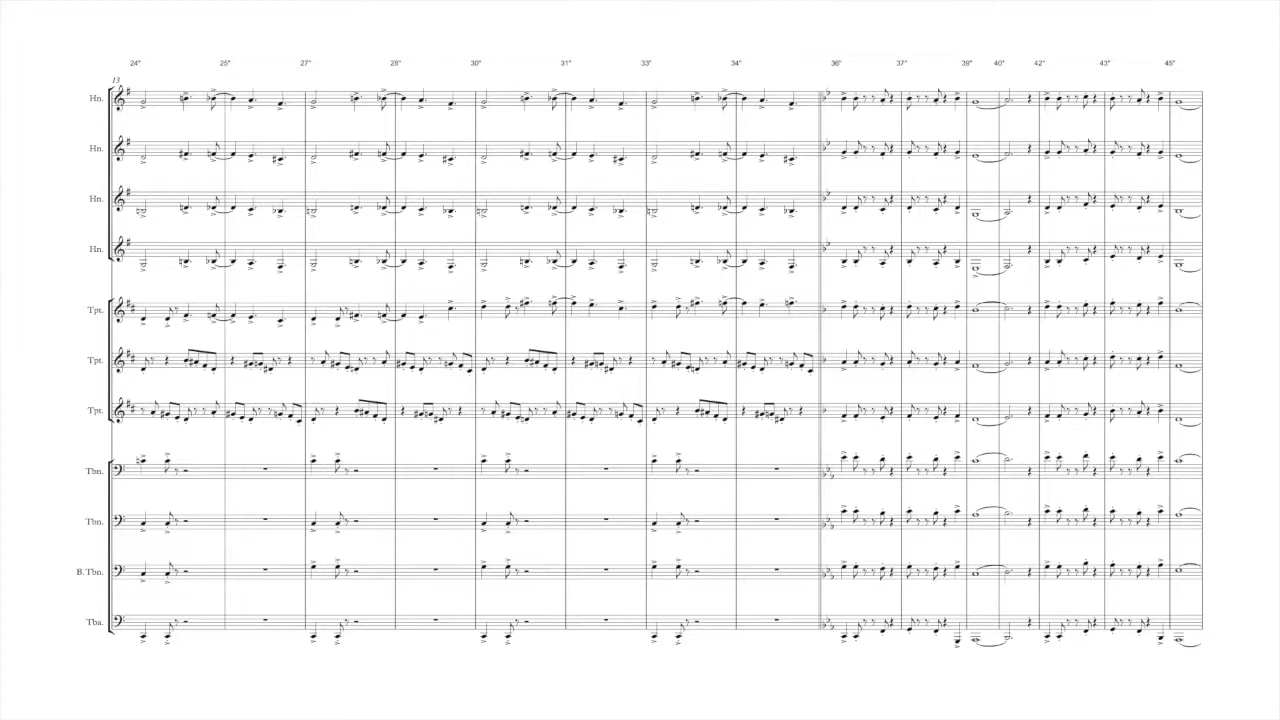 24" 25" 27" 28" 30" 31" 33" 34" 36" 37" 39" 40" 42" 43" 45"
13
Hn.
Hn.
Hn.
Hn.
Tpt.
Tpt.
Tpt.
Tbn.
Tbn.
B. Tbn.
Tba.